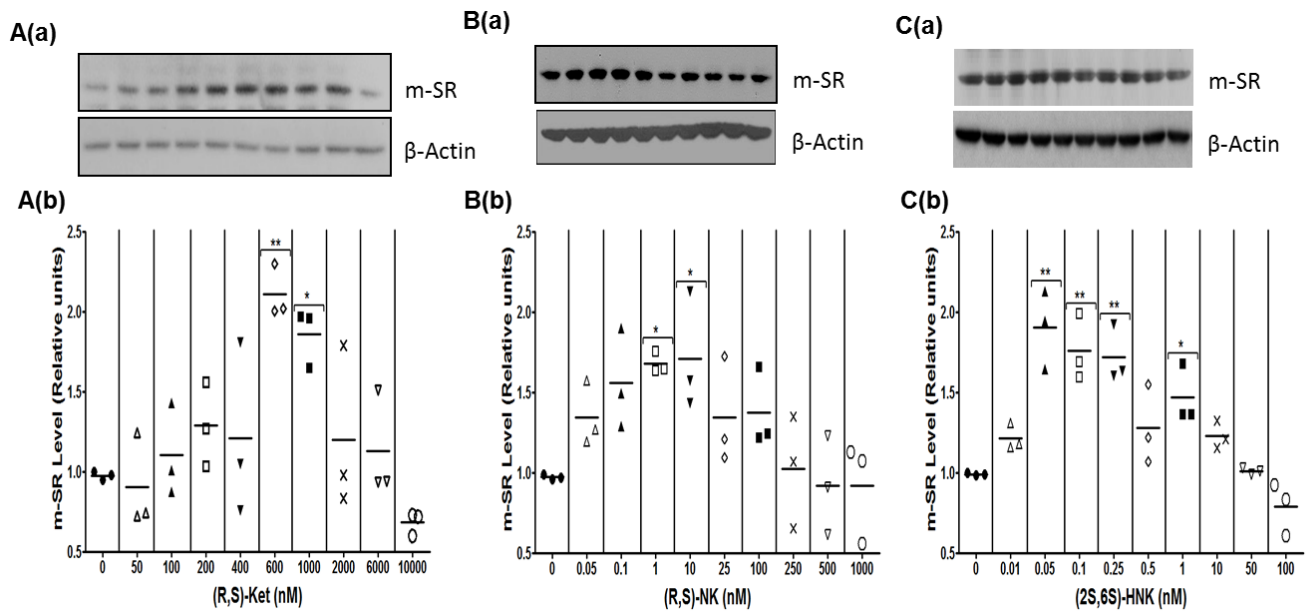 A(a)
m-SR
β-Actin
B(a)
m-SR
β-Actin
C(a)
m-SR
β-Actin
A(b)
m-SR Level (Relative units)
2.5
2.0
1.5
1.0
0.5
**
*
0 50 100 200 400 600 1000 2000 6000 10000
(R,S)-Ket (nM)
B(b)
m-SR Level (Relative units)
2.5
2.0
1.5
1.0
0.5
*
*
0 0.05 0.1 1 10 25 100 250 500 1000
(R,S)-NK (nM)
C(b)
m-SR Level (Relative units)
2.5
2.0
1.5
1.0
0.5
**
**
**
*
0 0.01 0.05 0.1 0.25 0.5 1 10 50 100
(2S,6S)-HNK (nM)